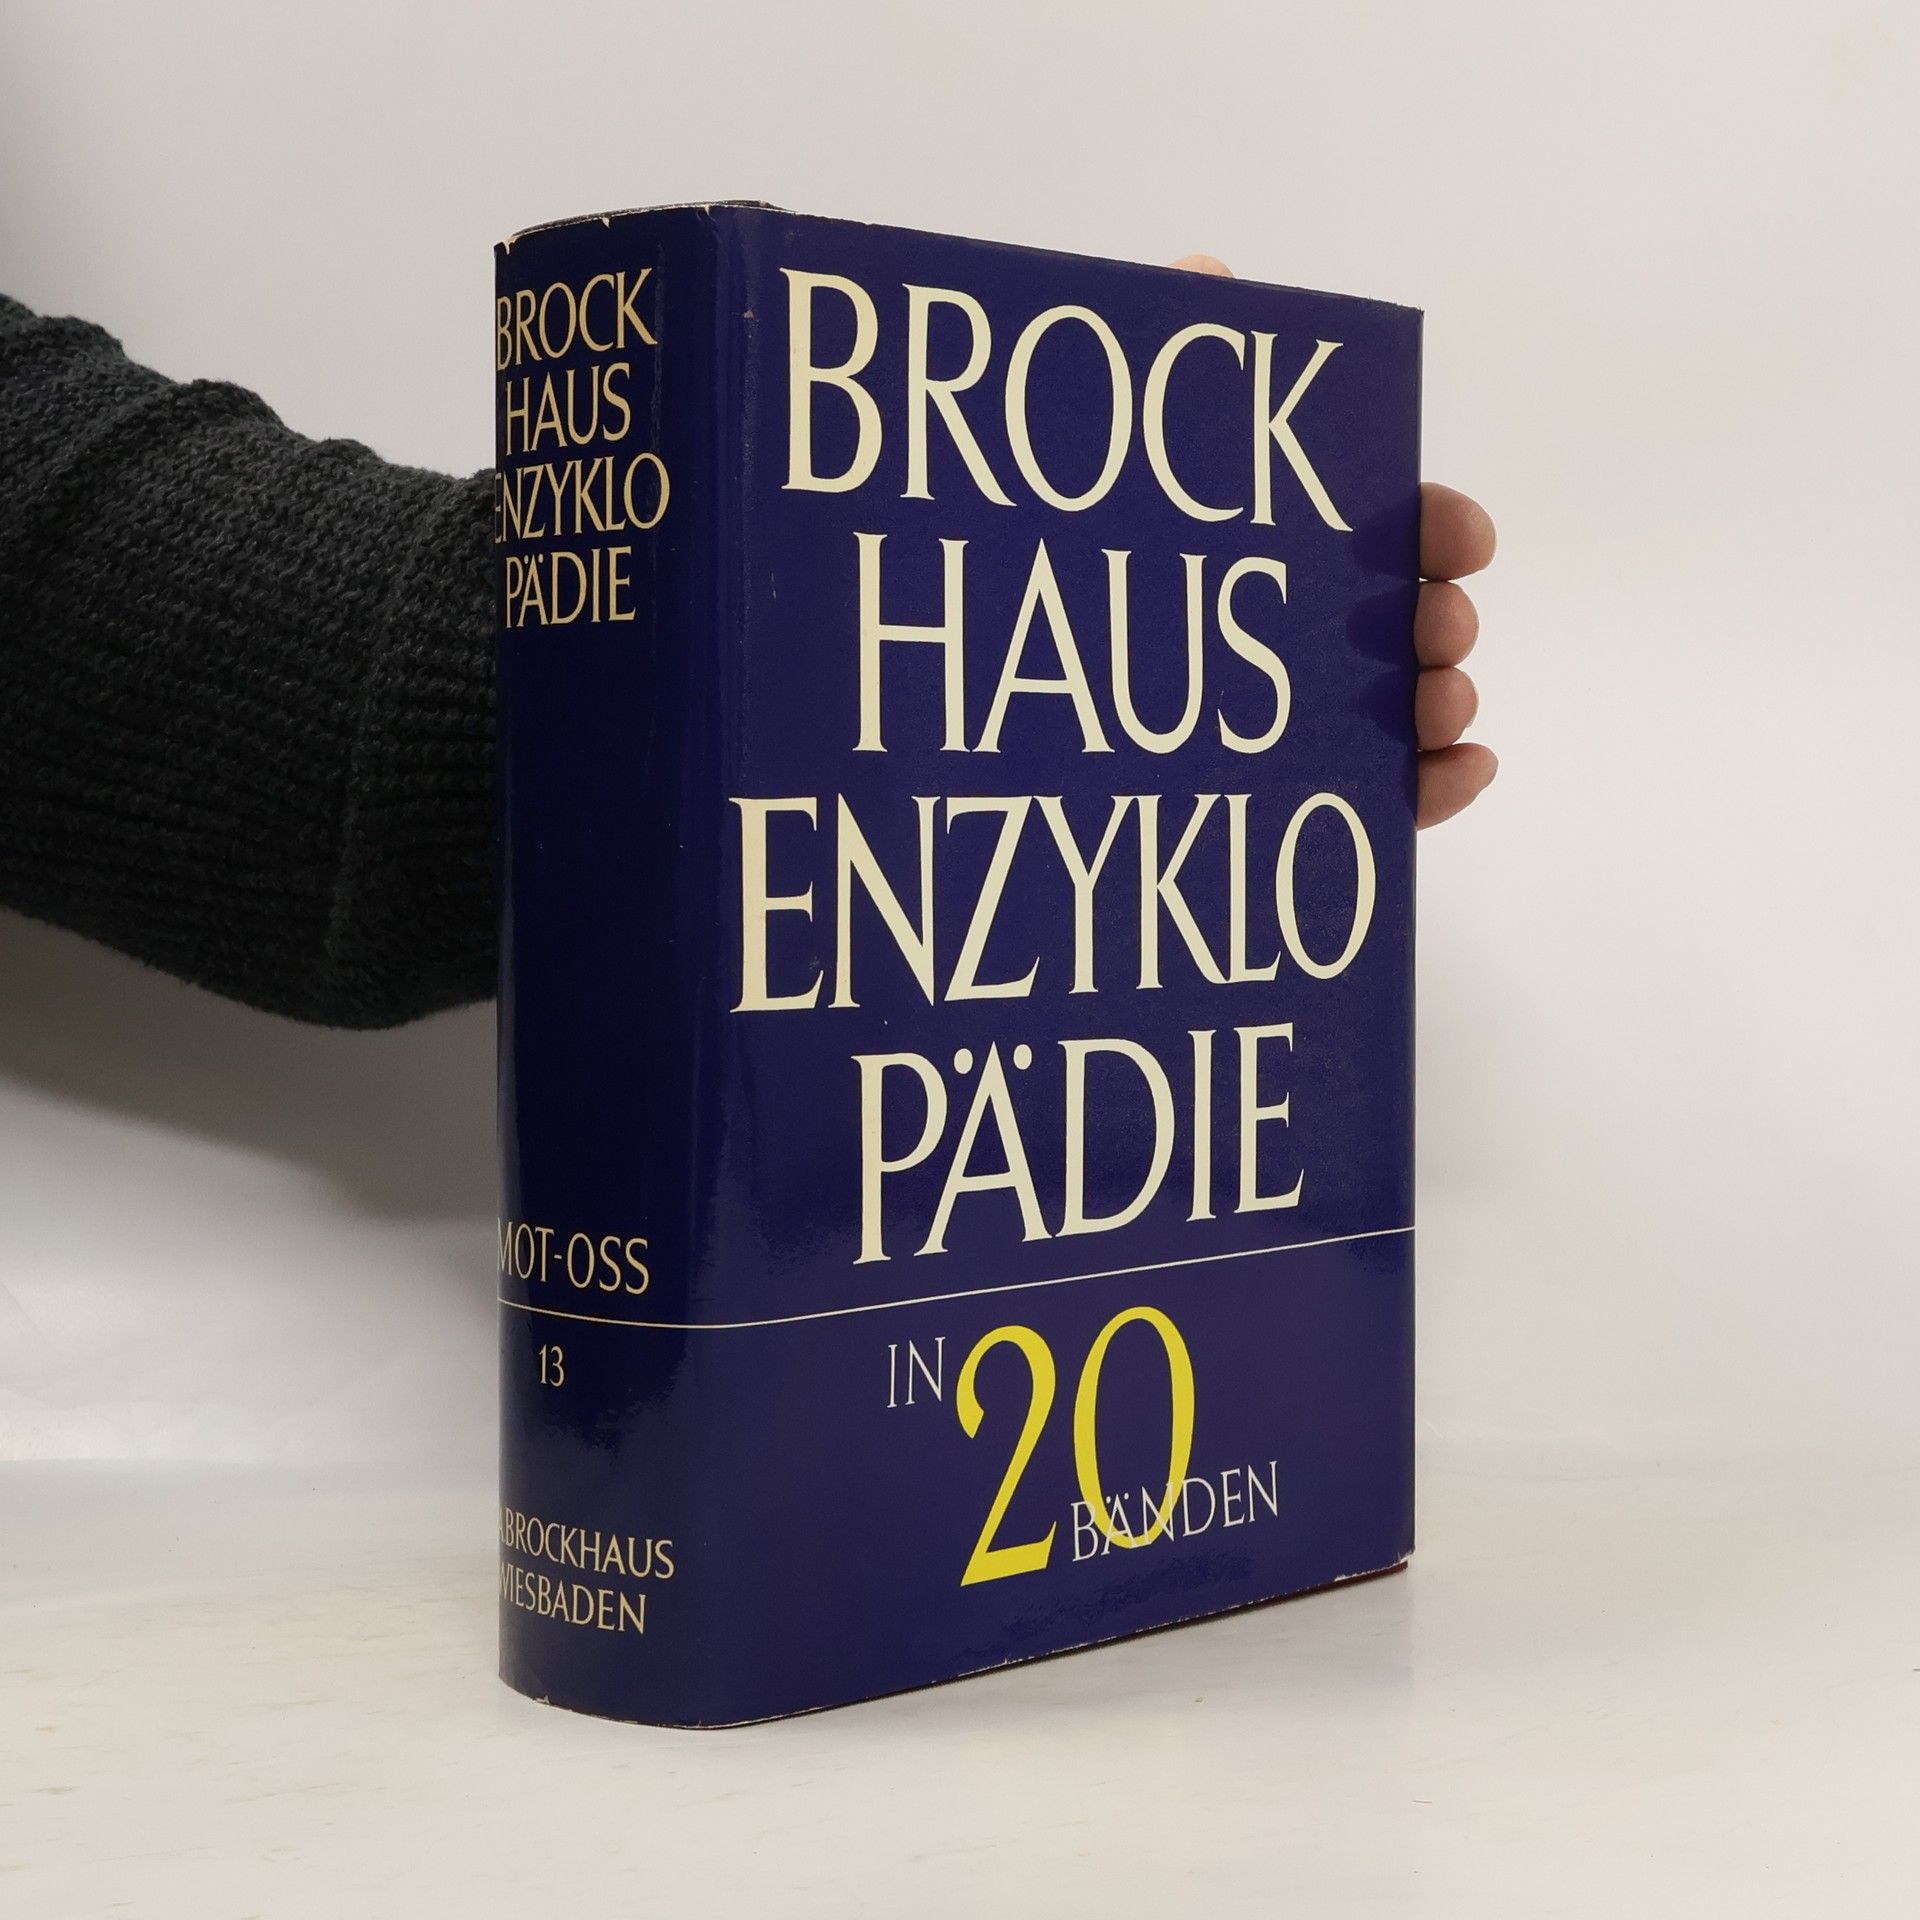 BROCK
HAUS
ENZYKLO
PÄDIE
MOT-OSS
13
A.BROCKHAUS
WIESBADEN
BROCK
HAUS
ENZYKLO
PÄDIE
IN 20
BÄNDEN